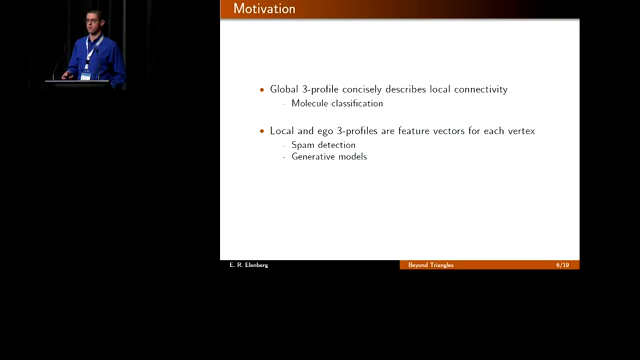 Motivation
Global 3-profile concisely describes local connectivity
- Molecule classification
Local and ego 3-profiles are feature vectors for each vertex
- Spam detection
- Generative models
E. R. Elenberg
Beyond Triangles
6/19